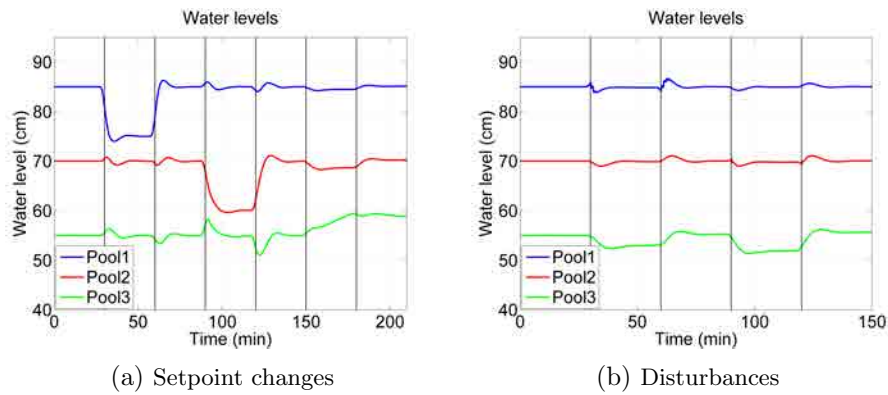 Water levels
Water level (cm)
90
80
70
60
50
40
Pool1
Pool2
Pool3
0
50
100
150
200
Time (min)
(a) Setpoint changes
Water levels
Water level (cm)
90
80
70
60
50
40
Pool1
Pool2
Pool3
0
50
100
150
Time (min)
(b) Disturbances